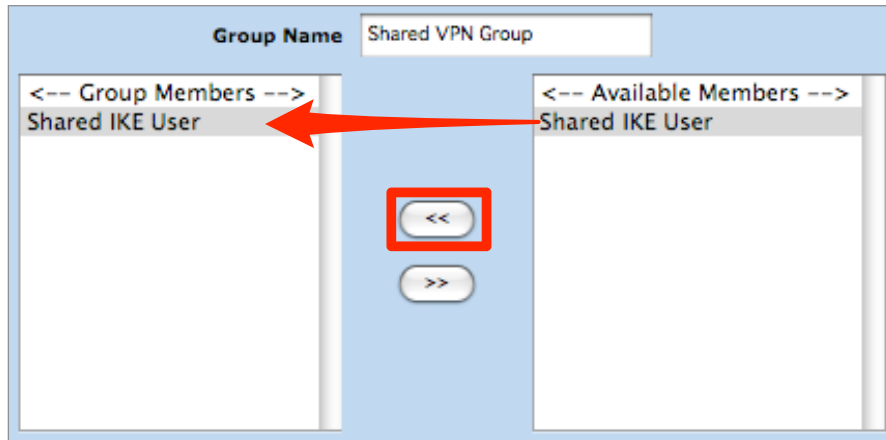 Group Name Shared VPN Group
<-- Group Members -->
Shared IKE User
<-- Available Members -->
Shared IKE User
<<
>>